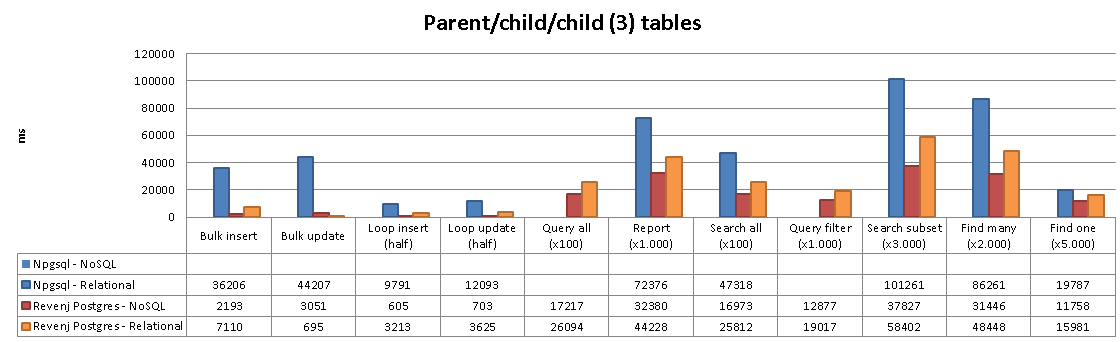 Parent/child/child (3) tables
ms
120000
100000
80000
60000
40000
20000
0
Bulk insert Bulk update Loop insert (half) Loop update (half) Query all (x100) Report (x1.000) Search all (x100) Query filter (x1.000) Search subset (x3.000) Find many (x2.000) Find one (x5.000)
Npgsql - NoSQL
Npgsql - Relational 36206 44207 9791 12093 72376 47318 101261 86261 19787
Revenj Postgres - NoSQL 2193 3051 605 703 17217 32380 16973 12877 37827 31446 11758
Revenj Postgres - Relational 7110 695 3213 3625 26094 44228 25812 19017 58402 48448 15981